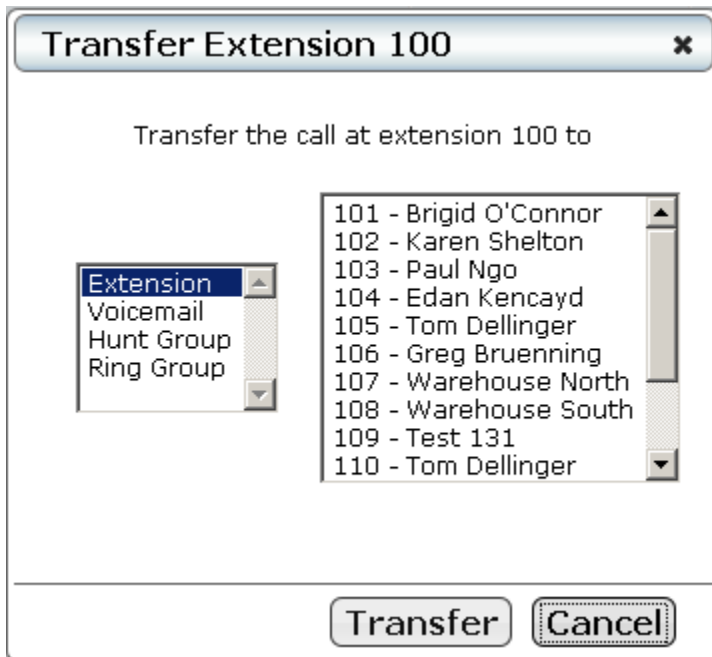 Transfer Extension 100
Transfer the call at extension 100 to
Extension
Voicemail
Hunt Group
Ring Group
101 - Brigid O'Connor
102 - Karen Shelton
103 - Paul Ngo
104 - Edan Kencayd
105 - Tom Dellinger
106 - Greg Bruenning
107 - Warehouse North
108 - Warehouse South
109 - Test 131
110 - Tom Dellinger
Transfer
Cancel